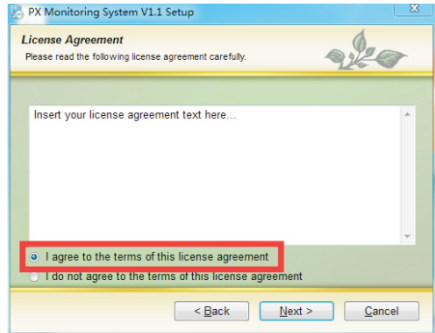 PX Monitoring System V1.1 Setup
License Agreement
Please read the following license agreement carefully.
Insert your license agreement text here...
I agree to the terms of this license agreement
I do not agree to the terms of this license agreement
< Back Next > Cancel